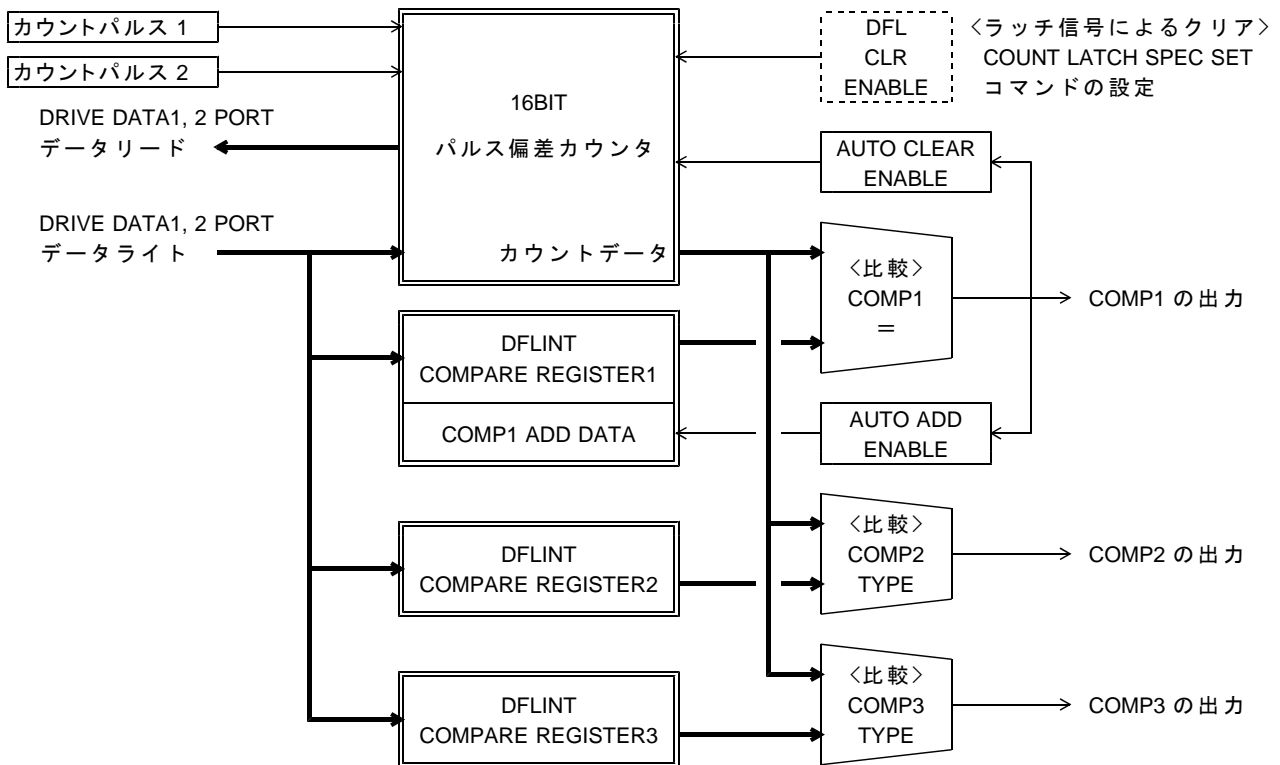 カウントパルス 1
カウントパルス 2
DRIVE DATA1, 2 PORT
データリード
DRIVE DATA1, 2 PORT
データライト
16BIT
パルス偏差カウンタ
カウントデータ
DFL
CLR
ENABLE
〈ラッチ信号によるクリア〉
COUNT LATCH SPEC SET
コマンドの設定
AUTO CLEAR
ENABLE
〈比較〉
COMP1
＝
COMP1 の出力
DFLINT
COMPARE REGISTER1
COMP1 ADD DATA
AUTO ADD
ENABLE
DFLINT
COMPARE REGISTER2
〈比較〉
COMP2
TYPE
COMP2 の出力
DFLINT
COMPARE REGISTER3
〈比較〉
COMP3
TYPE
COMP3 の出力